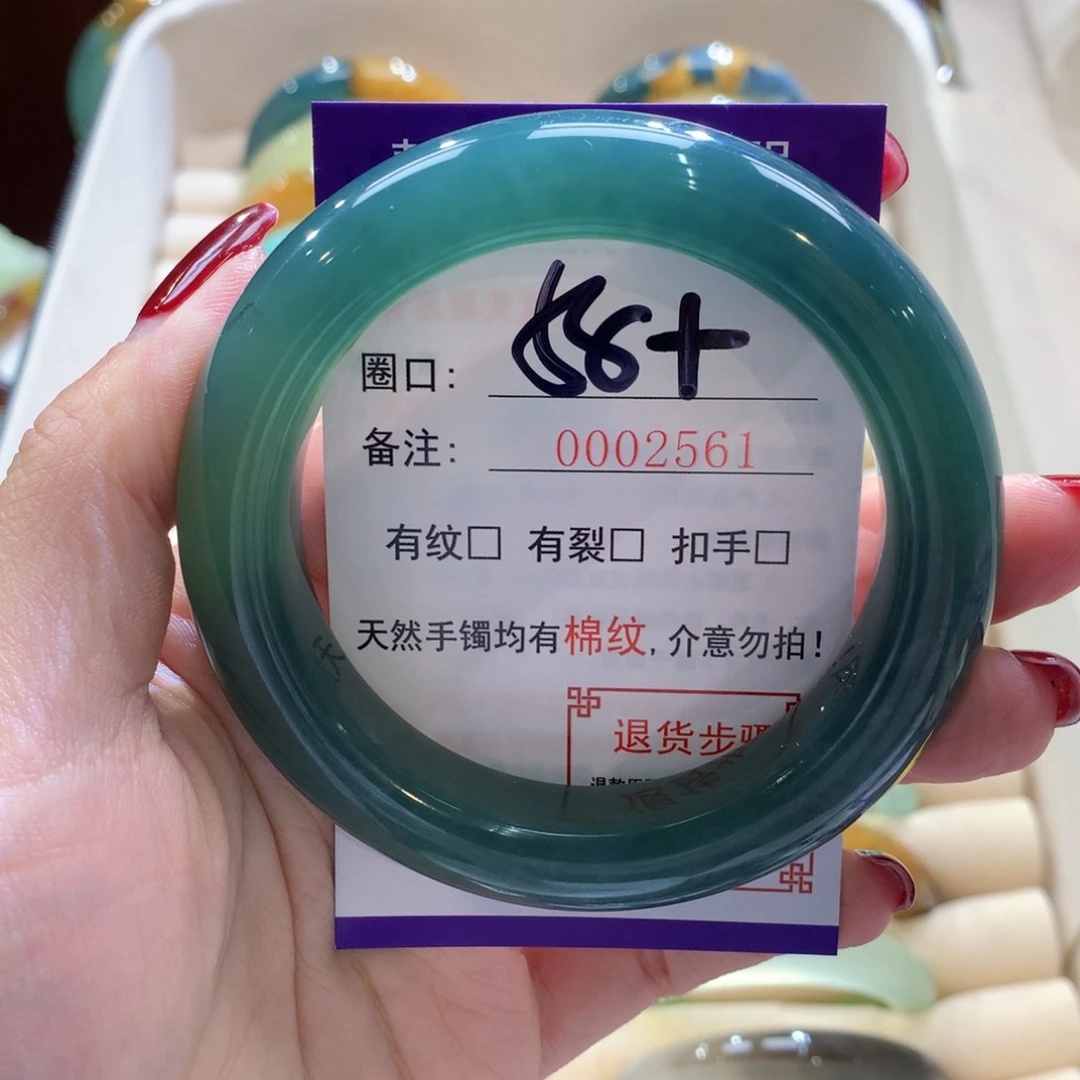 圈口: 58+
备注: 0002561
有纹□ 有裂□ 扣手□
天然手镯均有棉纹,介意勿拍!
退货步骤